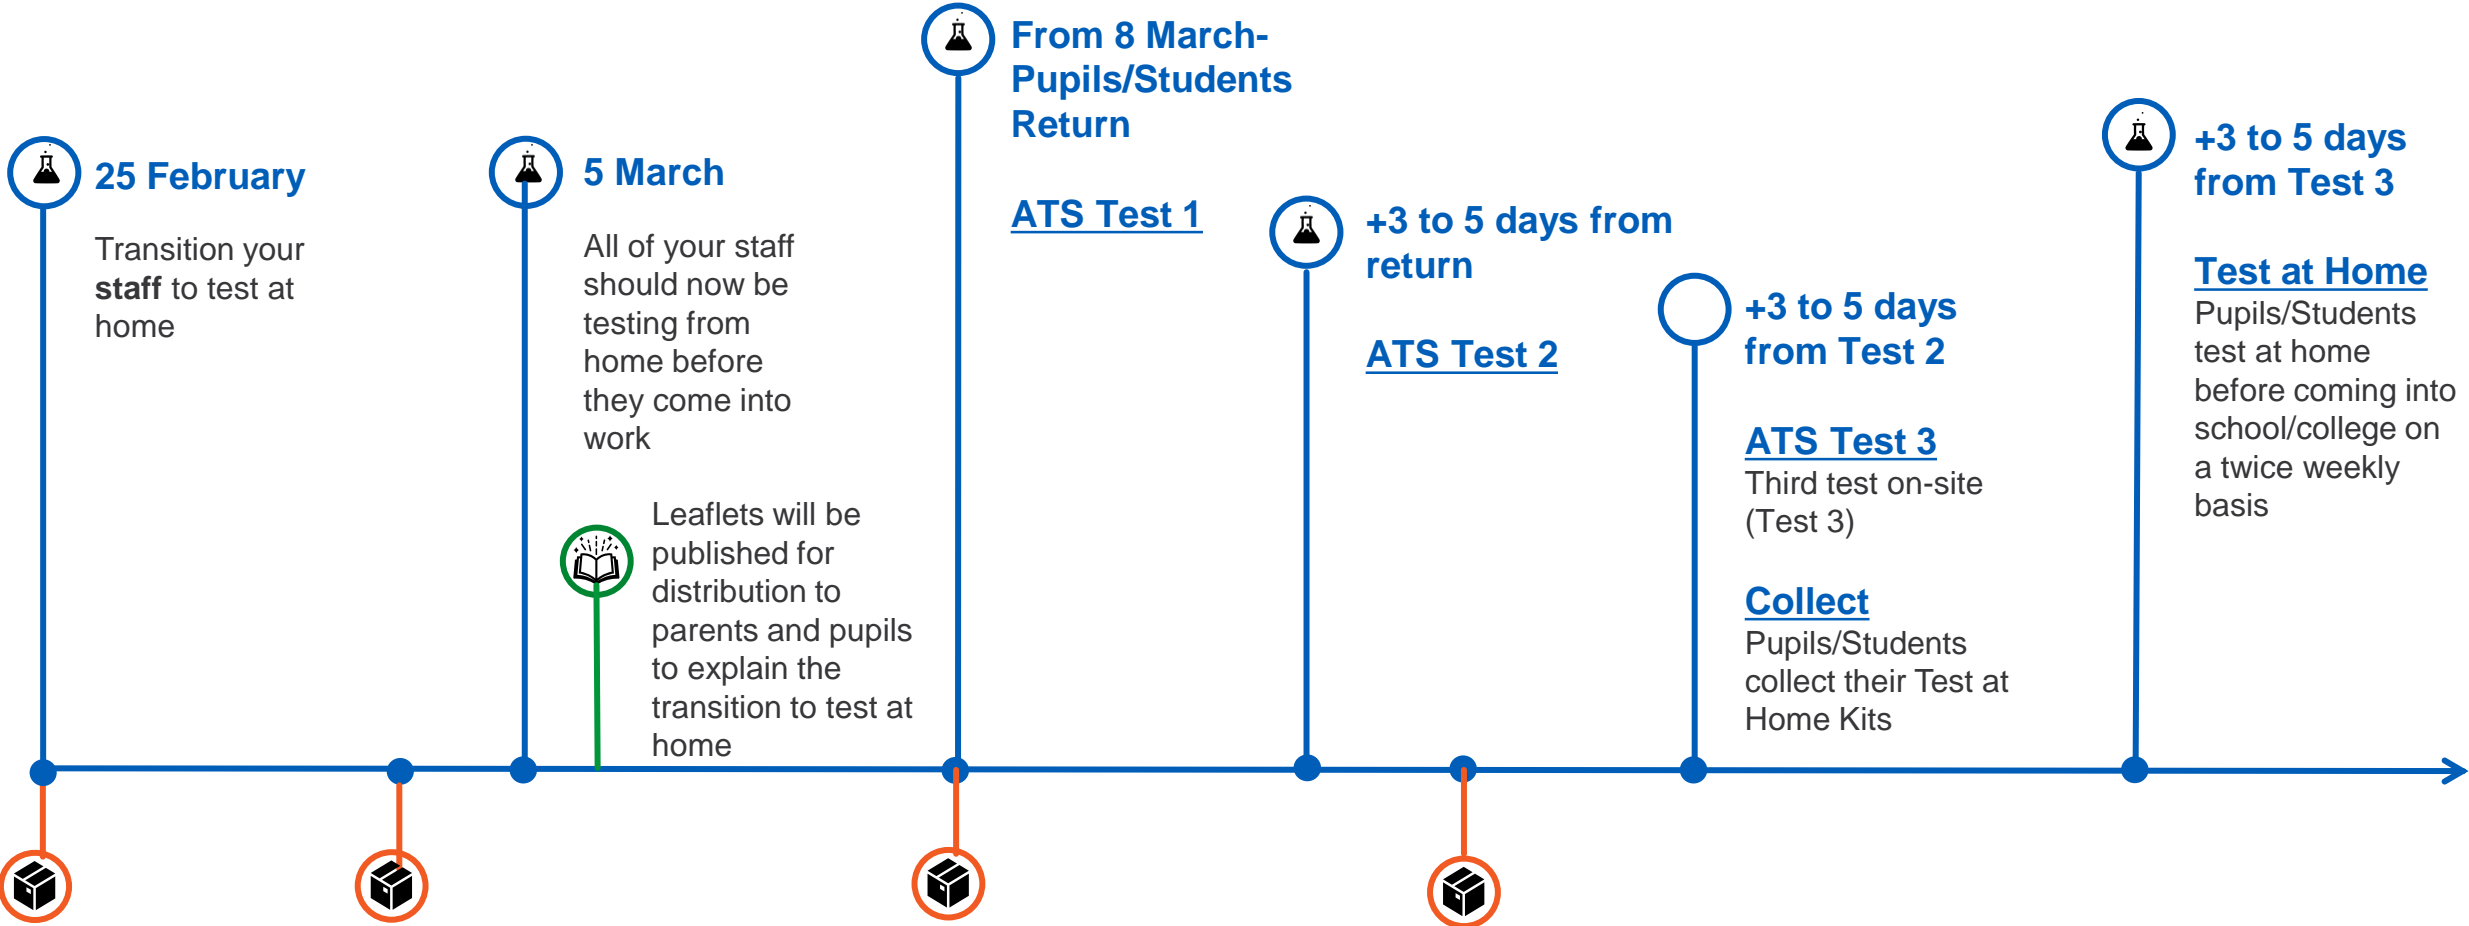 25 February
Transition your
staff to test at
home
5 March
All of your staff
should now be
testing from
home before
they come into
work
Leaflets will be
published for
distribution to
parents and pupils
to explain the
transition to test at
home
From 8 March-
Pupils/Students
Return
ATS Test 1
+3 to 5 days from
return
ATS Test 2
+3 to 5 days
from Test 2
ATS Test 3
Third test on-site
(Test 3)
Collect
Pupils/Students
collect their Test at
Home Kits
+3 to 5 days
from Test 3
Test at Home
Pupils/Students
test at home
before coming into
school/college on
a twice weekly
basis